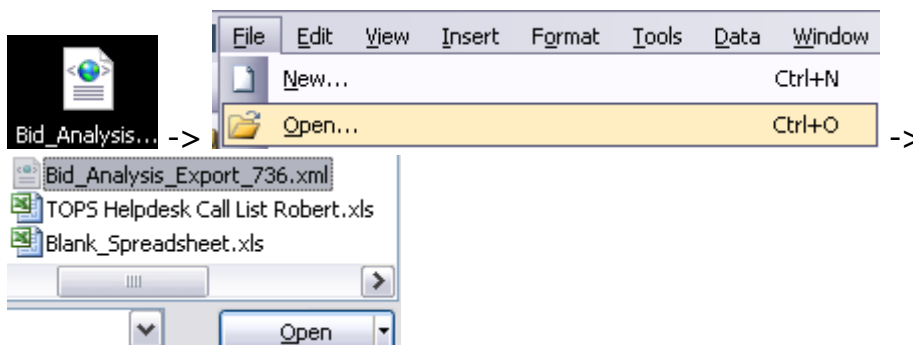 File Edit View Insert Format Tools Data Window
New... Ctrl+N
Bid_Analysis... -> Open... Ctrl+O ->
Bid_Analysis_Export_736.xml
TOPS Helpdesk Call List Robert.xls
Blank_Spreadsheet.xls
Open